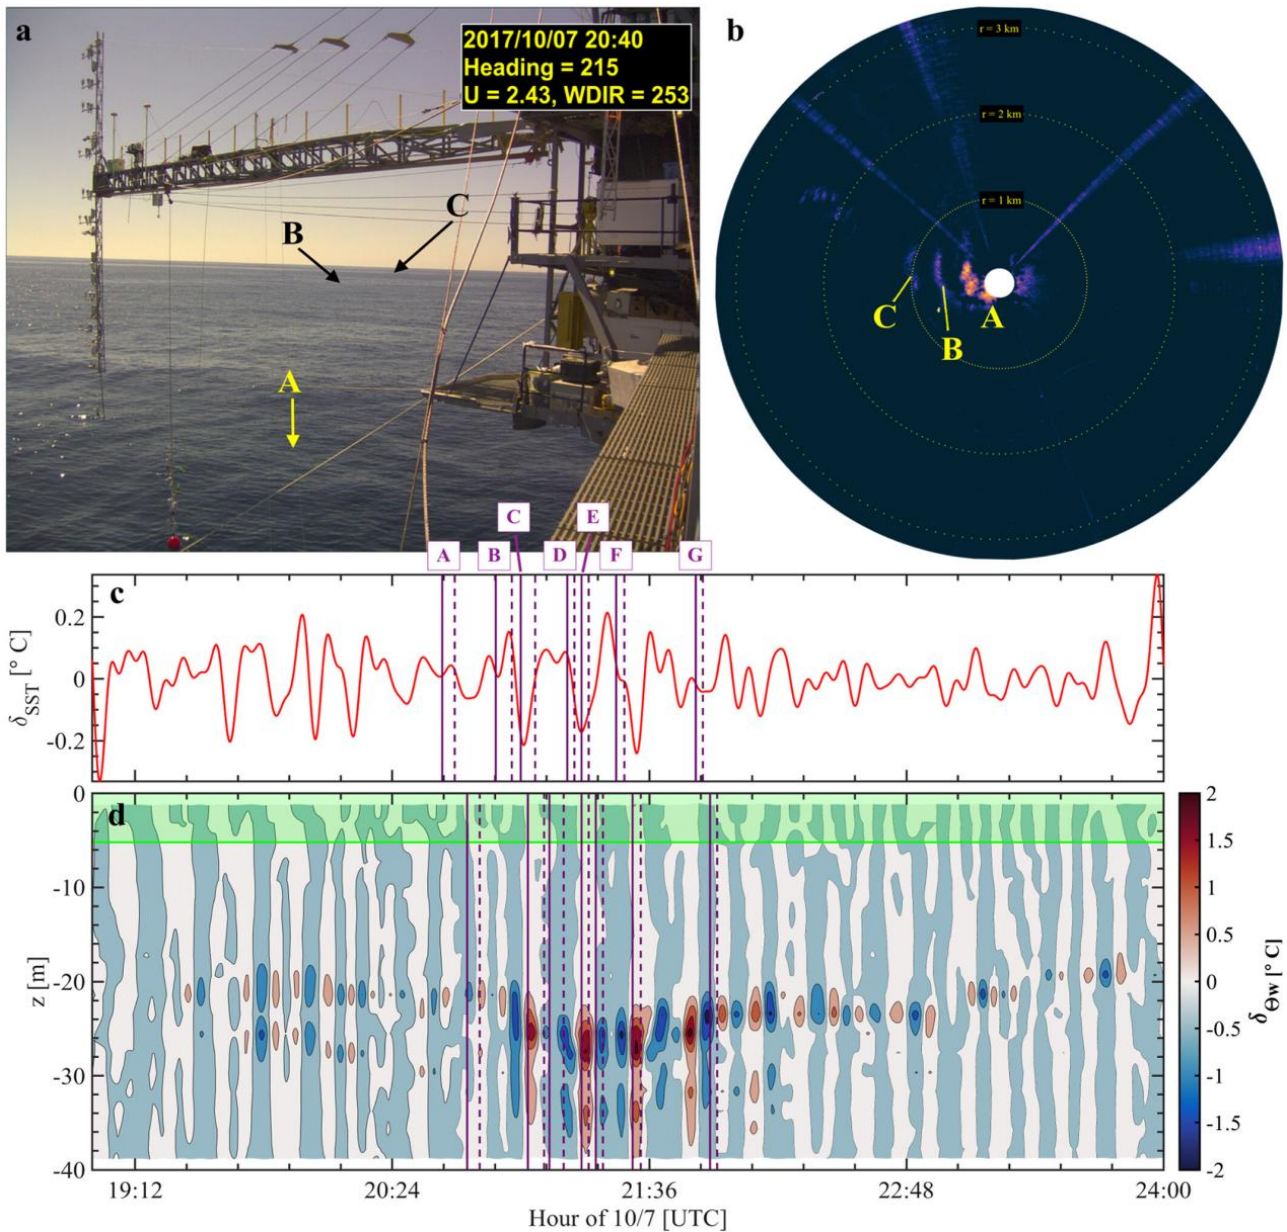 a
2017/10/07 20:40
Heading = 215
U = 2.43, WDIR = 253
B
C
A
b
r = 3 km
r = 2 km
r = 1 km
C
B
A
A
B
C
D
E
F
G
c
0.2
0
-0.2
δSST [° C]
d
0
-10
-20
-30
-40
z [m]
19:12
20:24
21:36
22:48
24:00
Hour of 10/7 [UTC]
2
1.5
1
0.5
0
-0.5
-1
-1.5
-2
δΘw [° C]